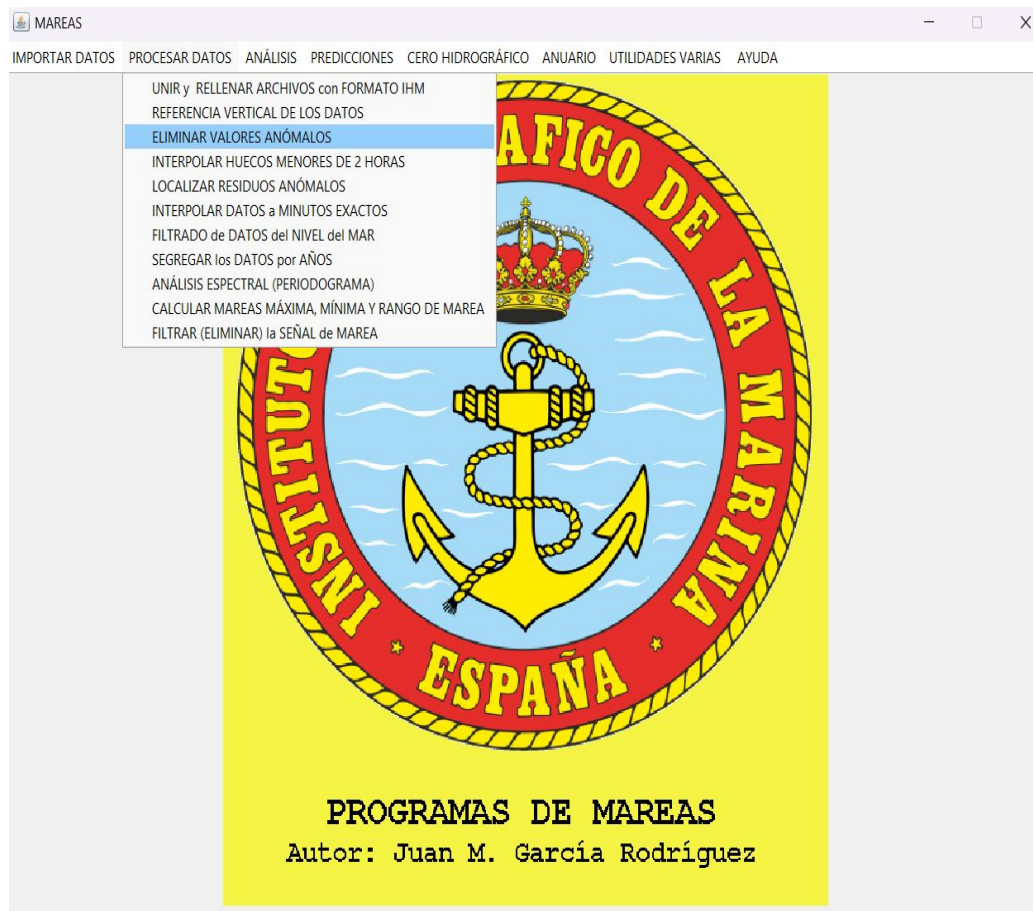 MAREAS
IMPORTAR DATOS PROCESAR DATOS ANÁLISIS PREDICCIONES CERO HIDROGRÁFICO ANUARIO UTILIDADES VARIAS AYUDA
UNIR y RELLENAR ARCHIVOS con FORMATO IHM
REFERENCIA VERTICAL DE LOS DATOS
ELIMINAR VALORES ANÓMALOS
INTERPOLAR HUECOS MENORES DE 2 HORAS
LOCALIZAR RESIDUOS ANÓMALOS
INTERPOLAR DATOS a MINUTOS EXACTOS
FILTRADO de DATOS del NIVEL del MAR
SEGREGAR los DATOS por AÑOS
ANÁLISIS ESPECTRAL (PERIODOGRAMA)
CALCULAR MAREAS MÁXIMA, MÍNIMA Y RANGO DE MAREA
FILTRAR (ELIMINAR) la SEÑAL de MAREA
INSTITUTO
AFICO DE LA MARINA
* ESPAÑA *
PROGRAMAS DE MAREAS
Autor: Juan M. García Rodríguez